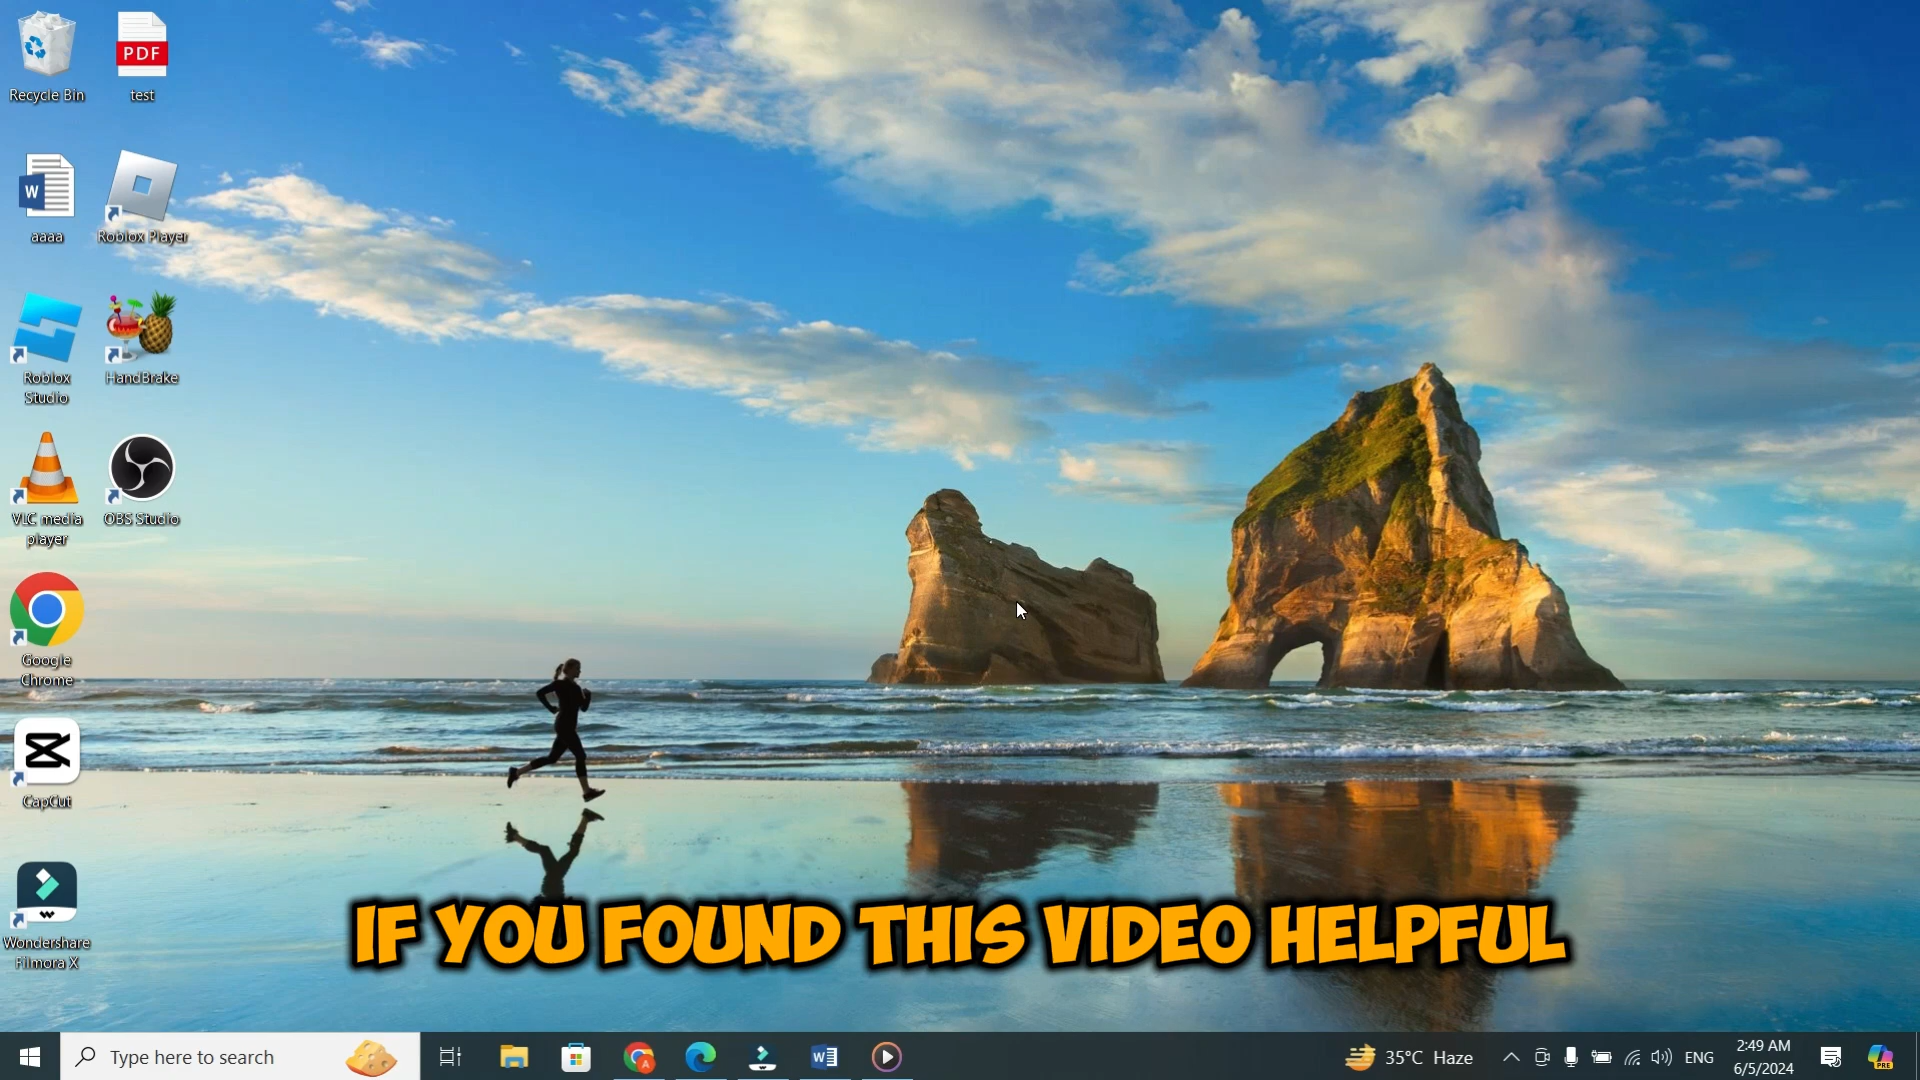 Recycle Bin
PDF
test
W
aaaa
Roblox Player
Roblox
Studio
HandBrake
VLC media
player
OBS Studio
Google
Chrome
CapCut
Wondershare
Filmora X
IF YOU FOUND THIS VIDEO HELPFUL
Type here to search
A
W
35°C Haze
ENG
2:49 AM
6/5/2024
PRE